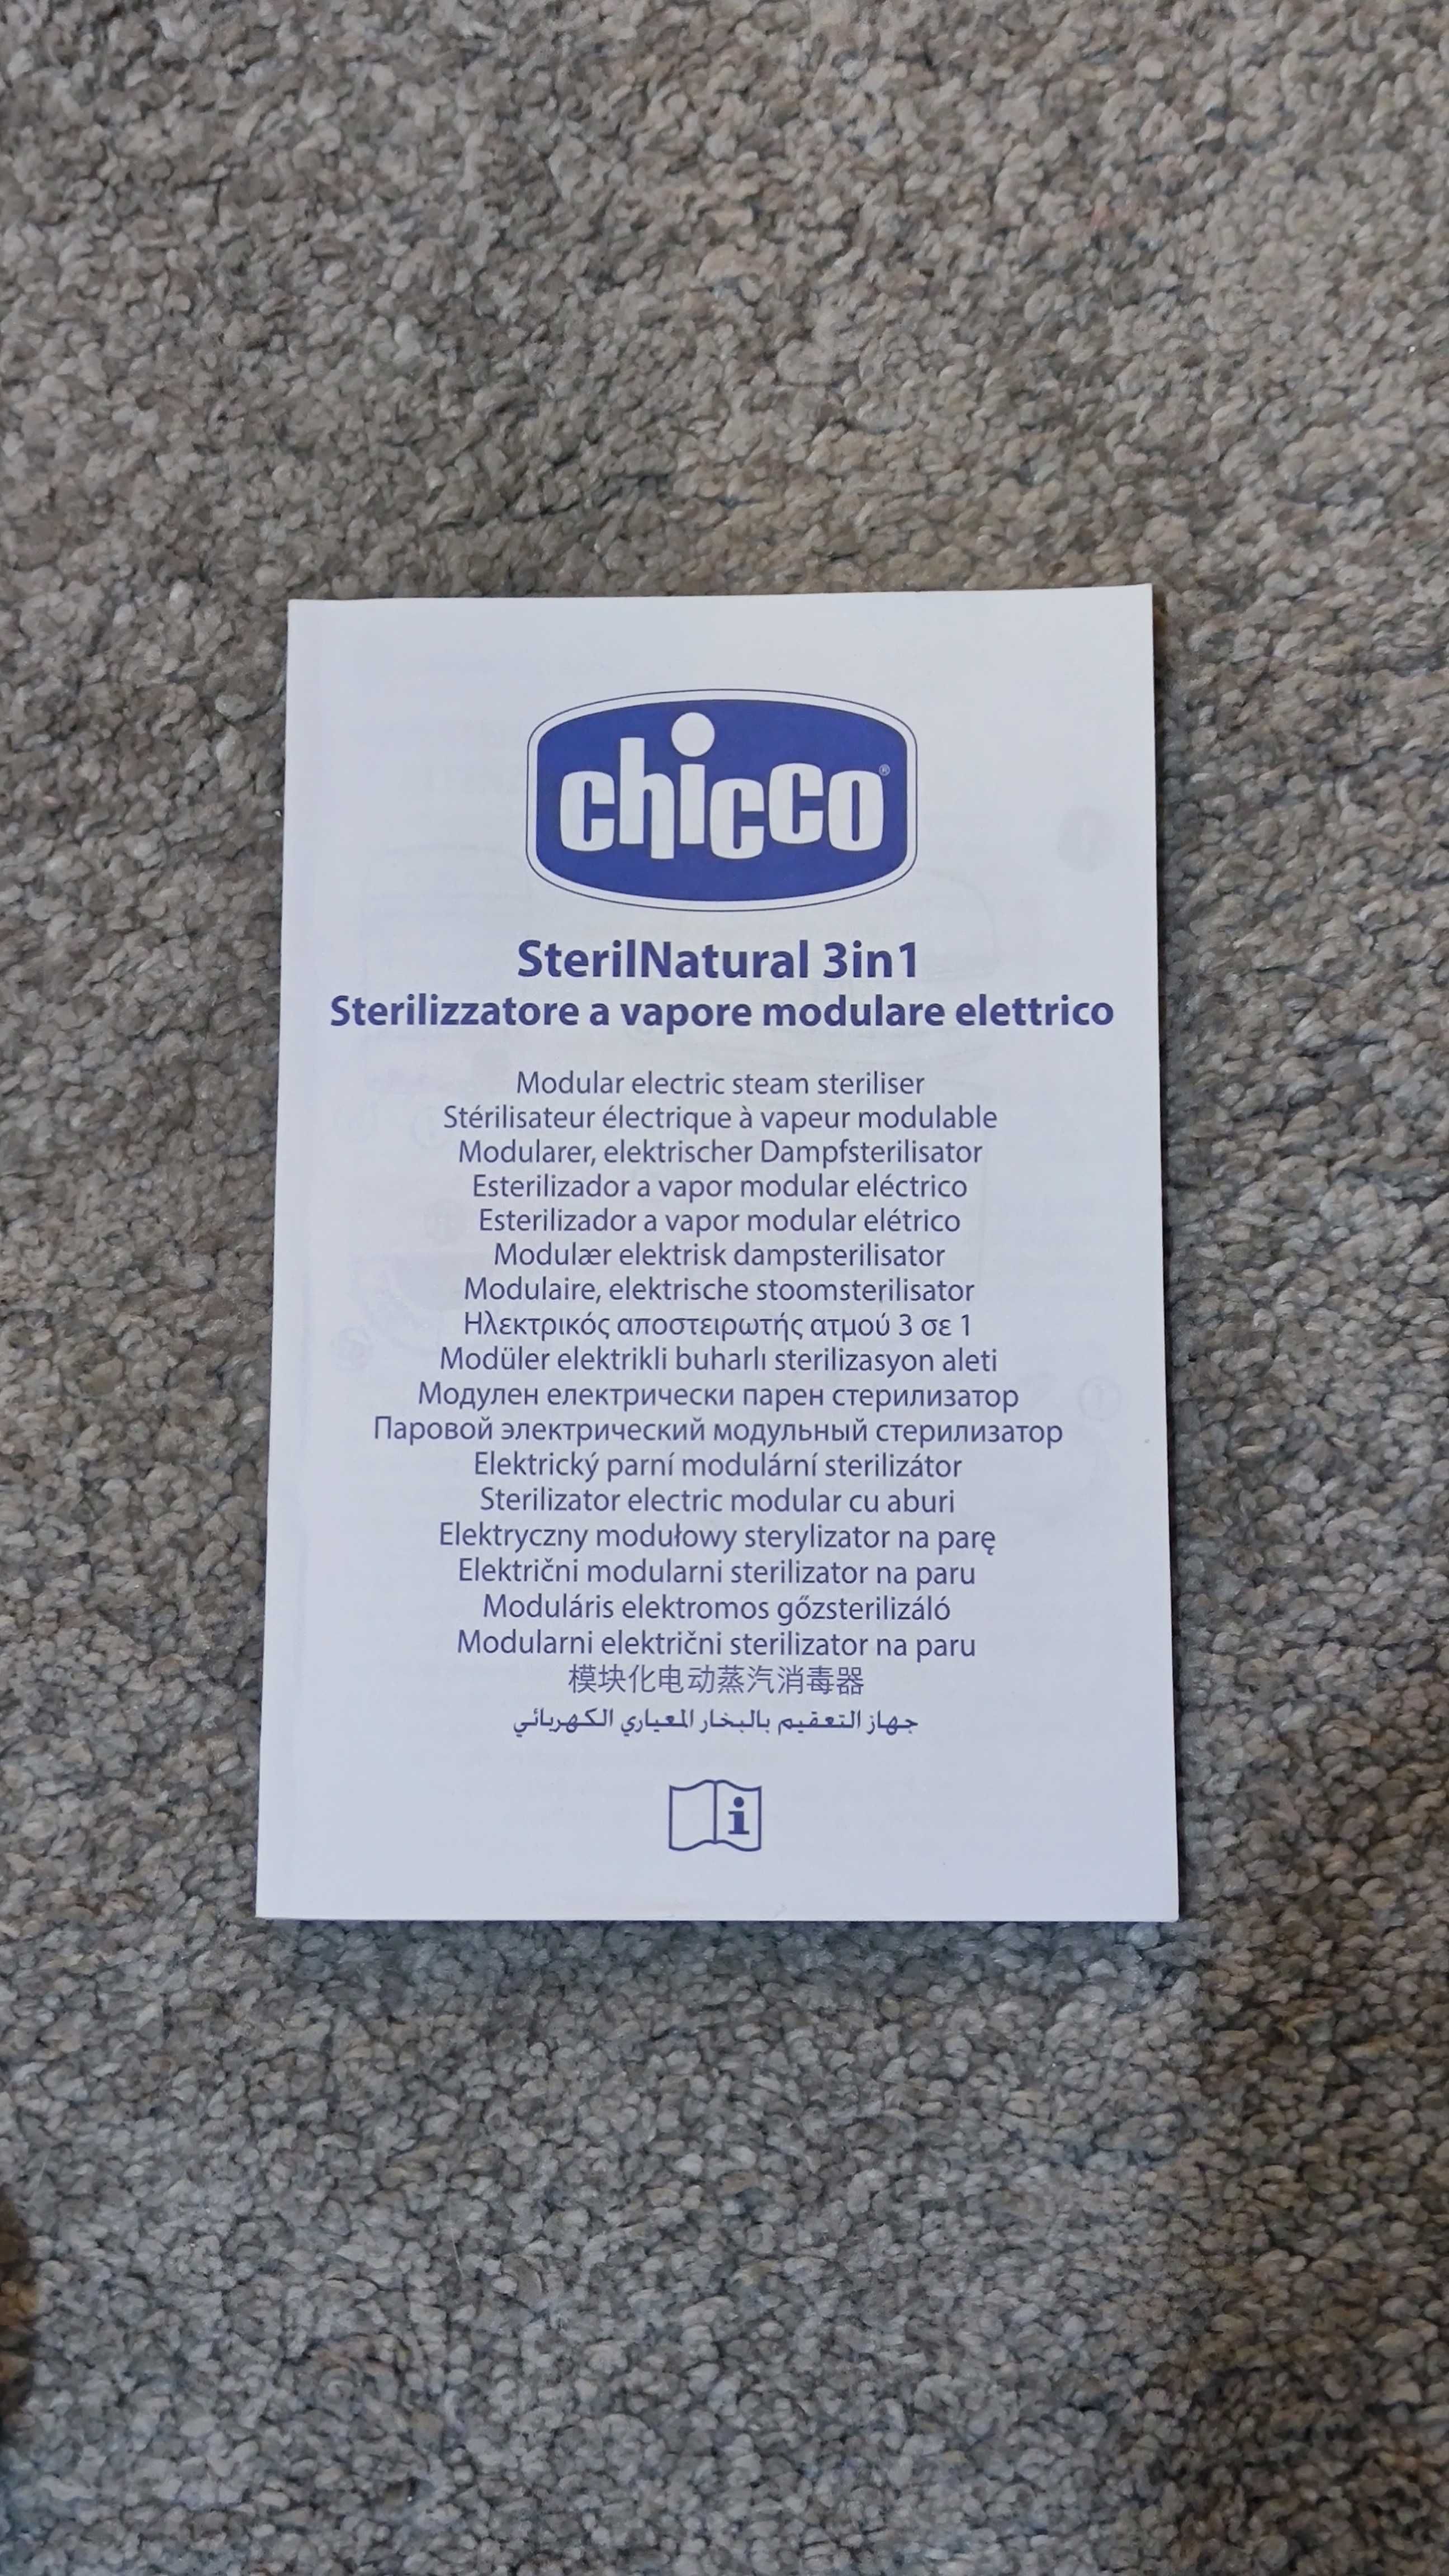 chicco®
SterilNatural 3in1
Sterilizzatore a vapore modulare elettrico
Modular electric steam steriliser
Stérilisateur électrique à vapeur modulable
Modularer, elektrischer Dampfsterilisator
Esterilizador a vapor modular eléctrico
Esterilizador a vapor modular elétrico
Modulær elektrisk dampsterilisator
Modulaire, elektrische stoomsterilisator
Ηλεκτρικός αποστειρωτής ατμού 3 σε 1
Modüler elektrikli buharlı sterilizasyon aleti
Модулен електрически парен стерилизатор
Паровой электрический модульный стерилизатор
Elektrický parní modulární sterilizátor
Sterilizator electric modular cu aburi
Elektryczny modułowy sterylizator na parę
Električni modularni sterilizator na paru
Moduláris elektromos gőzsterilizáló
Modularni električni sterilizator na paru
模块化电动蒸汽消毒器
جهاز التعقيم بالبخار المعياري الكهربائي
i